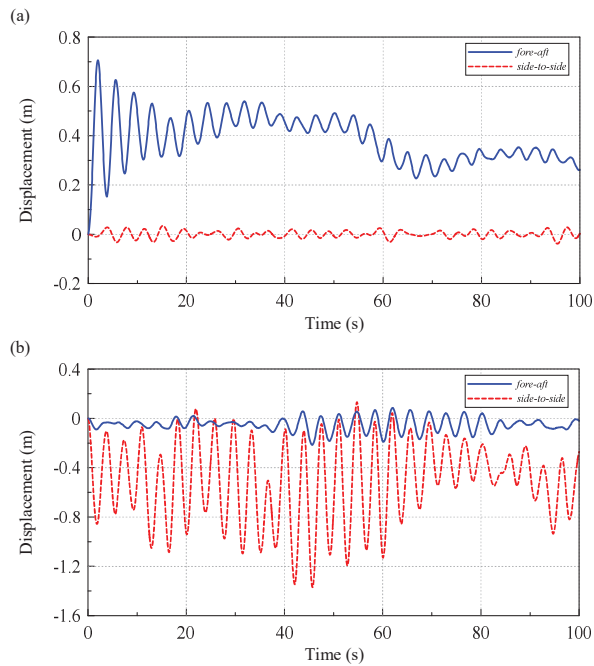 (a)
0.8
0.6
0.4
0.2
0
-0.2
Displacement (m)
fore-aft
side-to-side
0 20 40 60 80 100
Time (s)
(b)
0.4
0
-0.4
-0.8
-1.2
-1.6
Displacement (m)
fore-aft
side-to-side
0 20 40 60 80 100
Time (s)